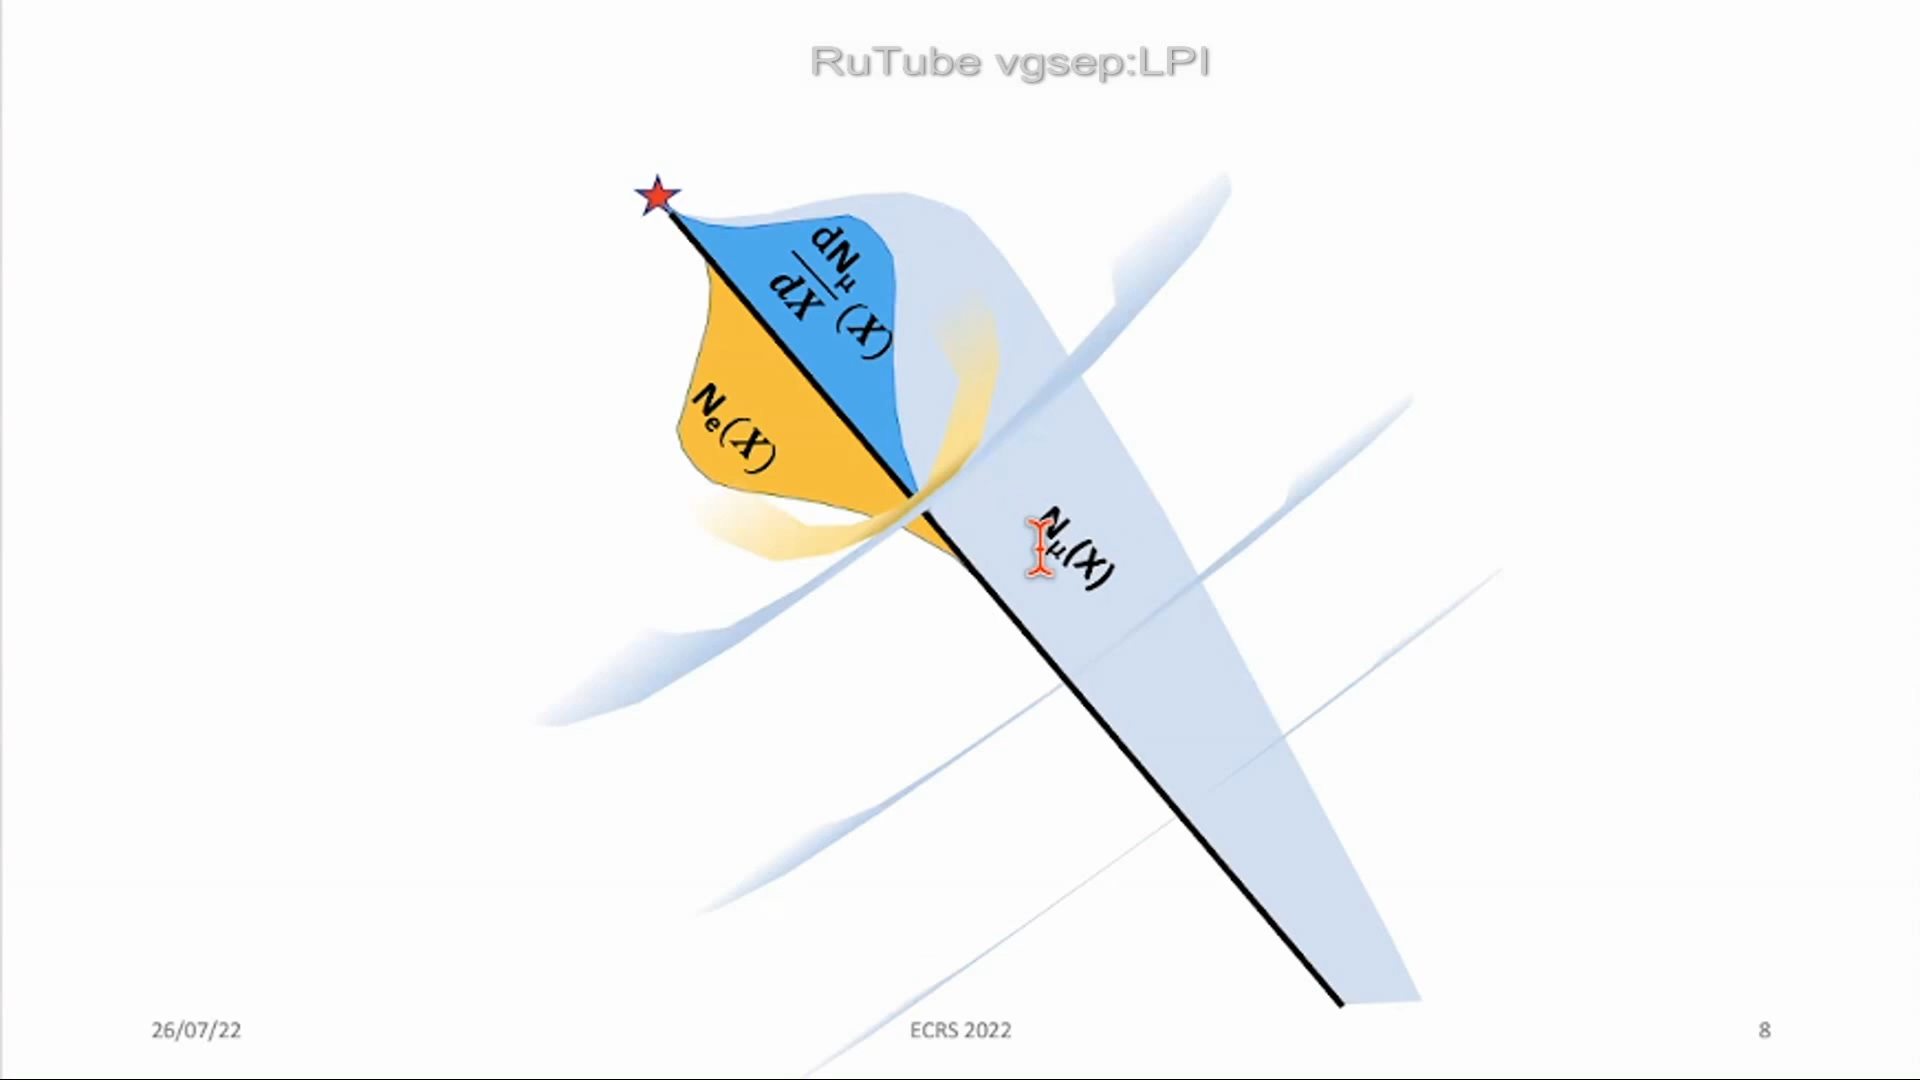 RuTube vgsep:LPI
dNμ
dX (X)
Ne(X)
Nμ(X)
26/07/22
ECRS 2022
8